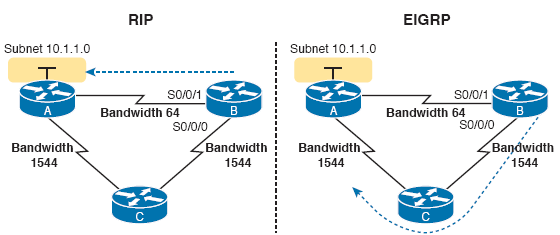 RIP
Subnet 10.1.1.0
A
S0/0/1
B
Bandwidth 64
S0/0/0
Bandwidth
1544
Bandwidth
1544
C
EIGRP
Subnet 10.1.1.0
A
S0/0/1
B
Bandwidth 64
S0/0/0
Bandwidth
1544
Bandwidth
1544
C